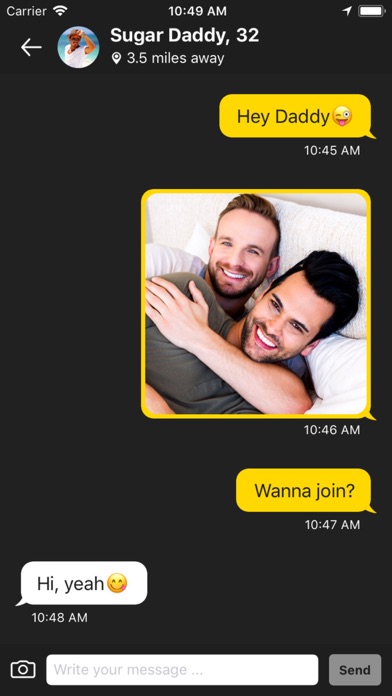 Carrier 10:49 AM
Sugar Daddy, 32
3.5 miles away
Hey Daddy😜
10:45 AM
10:46 AM
Wanna join?
10:47 AM
Hi, yeah😋
10:48 AM
Write your message ... Send